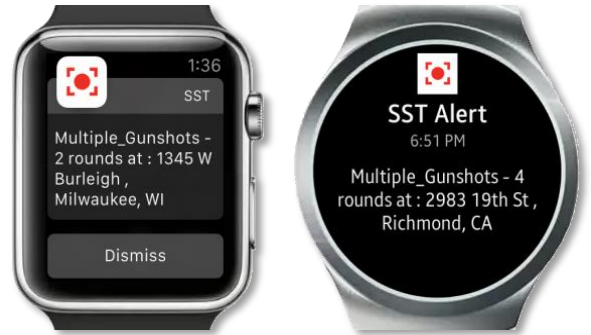 1:36
SST
Multiple_Gunshots -
2 rounds at : 1345 W
Burleigh ,
Milwaukee, WI
Dismiss
SST Alert
6:51 PM
Multiple_Gunshots - 4
rounds at : 2983 19th St ,
Richmond, CA